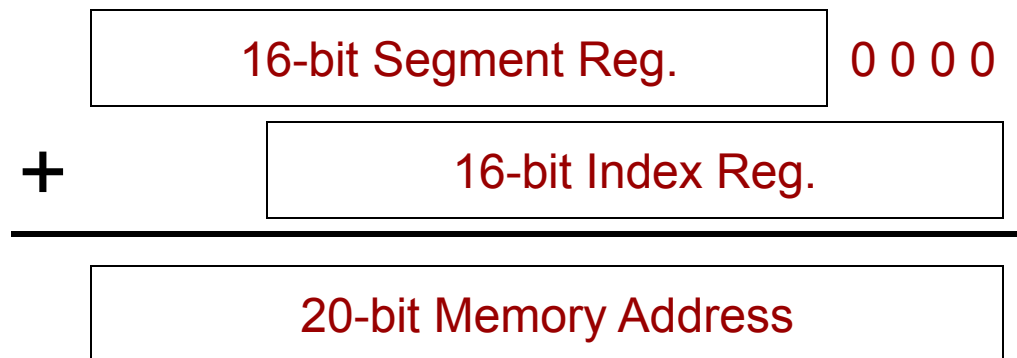 16-bit Segment Reg. 0 0 0 0
+ 16-bit Index Reg.
20-bit Memory Address